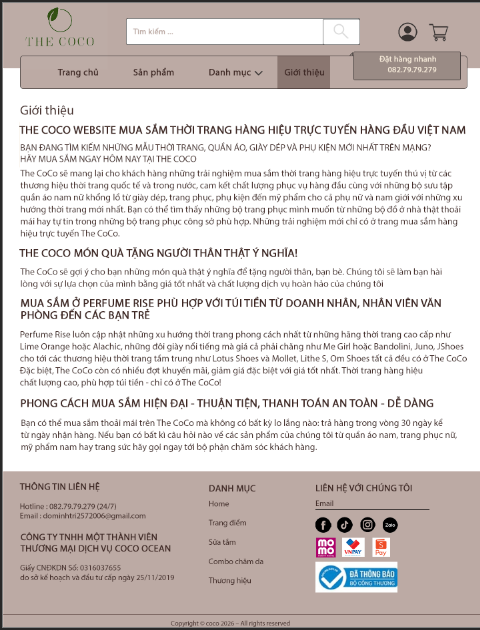 THE COCO
Tìm kiếm ...
Đặt hàng nhanh
082.79.79.279
Trang chủ
Sản phẩm
Danh mục
Giới thiệu
Giới thiệu
THE COCO WEBSITE MUA SẮM THỜI TRANG HÀNG HIỆU TRỰC TUYẾN HÀNG ĐẦU VIỆT NAM
BẠN ĐANG TÌM KIẾM NHỮNG MẪU THỜI TRANG, QUẦN ÁO, GIÀY DÉP VÀ PHỤ KIỆN MỚI NHẤT TRÊN MẠNG?
HÃY MUA SẮM NGAY HÔM NAY TẠI THE COCO
The CoCo sẽ mang lại cho khách hàng những trải nghiệm mua sắm thời trang hàng hiệu trực tuyến thú vị từ các
thương hiệu thời trang quốc tế và trong nước, cam kết chất lượng phục vụ hàng đầu cùng với những bộ sưu tập
quần áo nam nữ khổng lồ từ giày dép, trang phục, phụ kiện đến mỹ phẩm cho cả phụ nữ và nam giới với những xu
hướng thời trang mới nhất. Bạn có thể tìm thấy những bộ trang phục mình muốn từ những bộ đồ ở nhà thật thoải
mái hay tự tin trong những bộ trang phục công sở phù hợp. Những trải nghiệm mới chỉ có ở trang mua sắm hàng
hiệu trực tuyến The CoCo.
THE COCO MÓN QUÀ TẶNG NGƯỜI THÂN THẬT Ý NGHĨA!
The CoCo sẽ gợi ý cho bạn những món quà thật ý nghĩa để tặng người thân, bạn bè. Chúng tôi sẽ làm bạn hài
lòng với sự lựa chọn của mình bằng giá tốt nhất và chất lượng dịch vụ hoàn hảo của chúng tôi
MUA SẮM Ở PERFUME RISE PHÙ HỢP VỚI TÚI TIỀN TỪ DOANH NHÂN, NHÂN VIÊN VĂN
PHÒNG ĐẾN CÁC BẠN TRẺ
Perfume Rise luôn cập nhật những xu hướng thời trang phong cách nhất từ những hãng thời trang cao cấp như
Lime Orange hoặc Alachic, những đôi giày nổi tiếng mà giá cả phải chăng như Me Girl hoặc Bandolini, Juno, JShoes
cho tới các thương hiệu thời trang tầm trung như Lotus Shoes và Mollet, Lithe S, Om Shoes tất cả đều có ở The CoCo
Đặc biệt, The CoCo còn có nhiều đợt khuyến mãi, giảm giá đặc biệt với giá tốt nhất. Thời trang hàng hiệu
chất lượng cao, phù hợp túi tiền - chỉ có ở The CoCo!
PHONG CÁCH MUA SẮM HIỆN ĐẠI - THUẬN TIỆN, THANH TOÁN AN TOÀN - DỄ DÀNG
Bạn có thể mua sắm thoải mái trên The CoCo mà không có bất kỳ lo lắng nào: trả hàng trong vòng 30 ngày kể
từ ngày nhận hàng. Nếu bạn có bất kì câu hỏi nào về các sản phẩm của chúng tôi từ quần áo nam, trang phục nữ,
mỹ phẩm nam hay trang sức hãy gọi ngay tới bộ phận chăm sóc khách hàng.
THÔNG TIN LIÊN HỆ
Hotline : 082.79.79.279 (24/7)
Email : dominhtri2572006@gmail.com
CÔNG TY TNHH MỘT THÀNH VIÊN
THƯƠNG MẠI DỊCH VỤ COCO OCEAN
Giấy CNĐKDN Số: 0316037655
do sở kế hoạch và đầu tư cấp ngày 25/11/2019
DANH MỤC
Home
Trang điểm
Sữa tắm
Combo chăm da
Thương hiệu
LIÊN HỆ VỚI CHÚNG TÔI
Email
Zalo
MOMO
VNPAY
S Pay
ĐÃ THÔNG BÁO
BỘ CÔNG THƯƠNG
Copyright © coco 2026 – All rights reserved